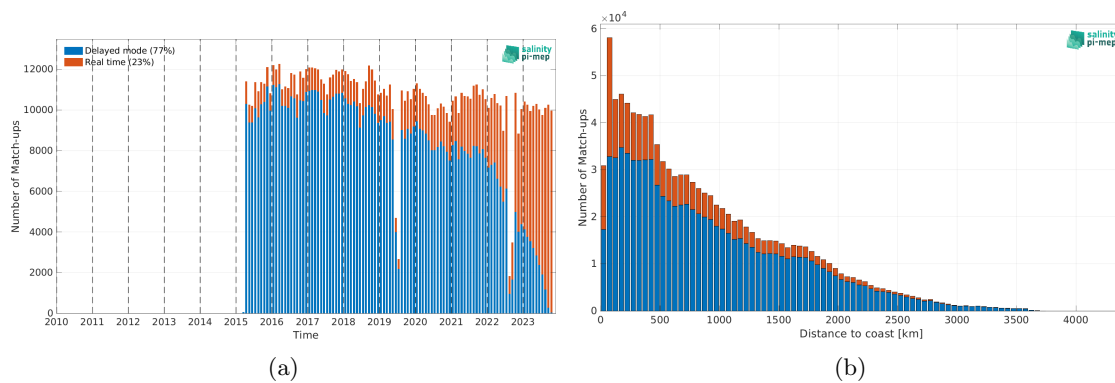 Delayed mode (77%)
Real time (23%)
salinity
pi-mep
Number of Match-ups
12000
10000
8000
6000
4000
2000
0
2010 2011 2012 2013 2014 2015 2016 2017 2018 2019 2020 2021 2022 2023
Time
(a)
×10⁴
salinity
pi-mep
Number of Match-ups
6
5
4
3
2
1
0
0 500 1000 1500 2000 2500 3000 3500 4000
Distance to coast [km]
(b)